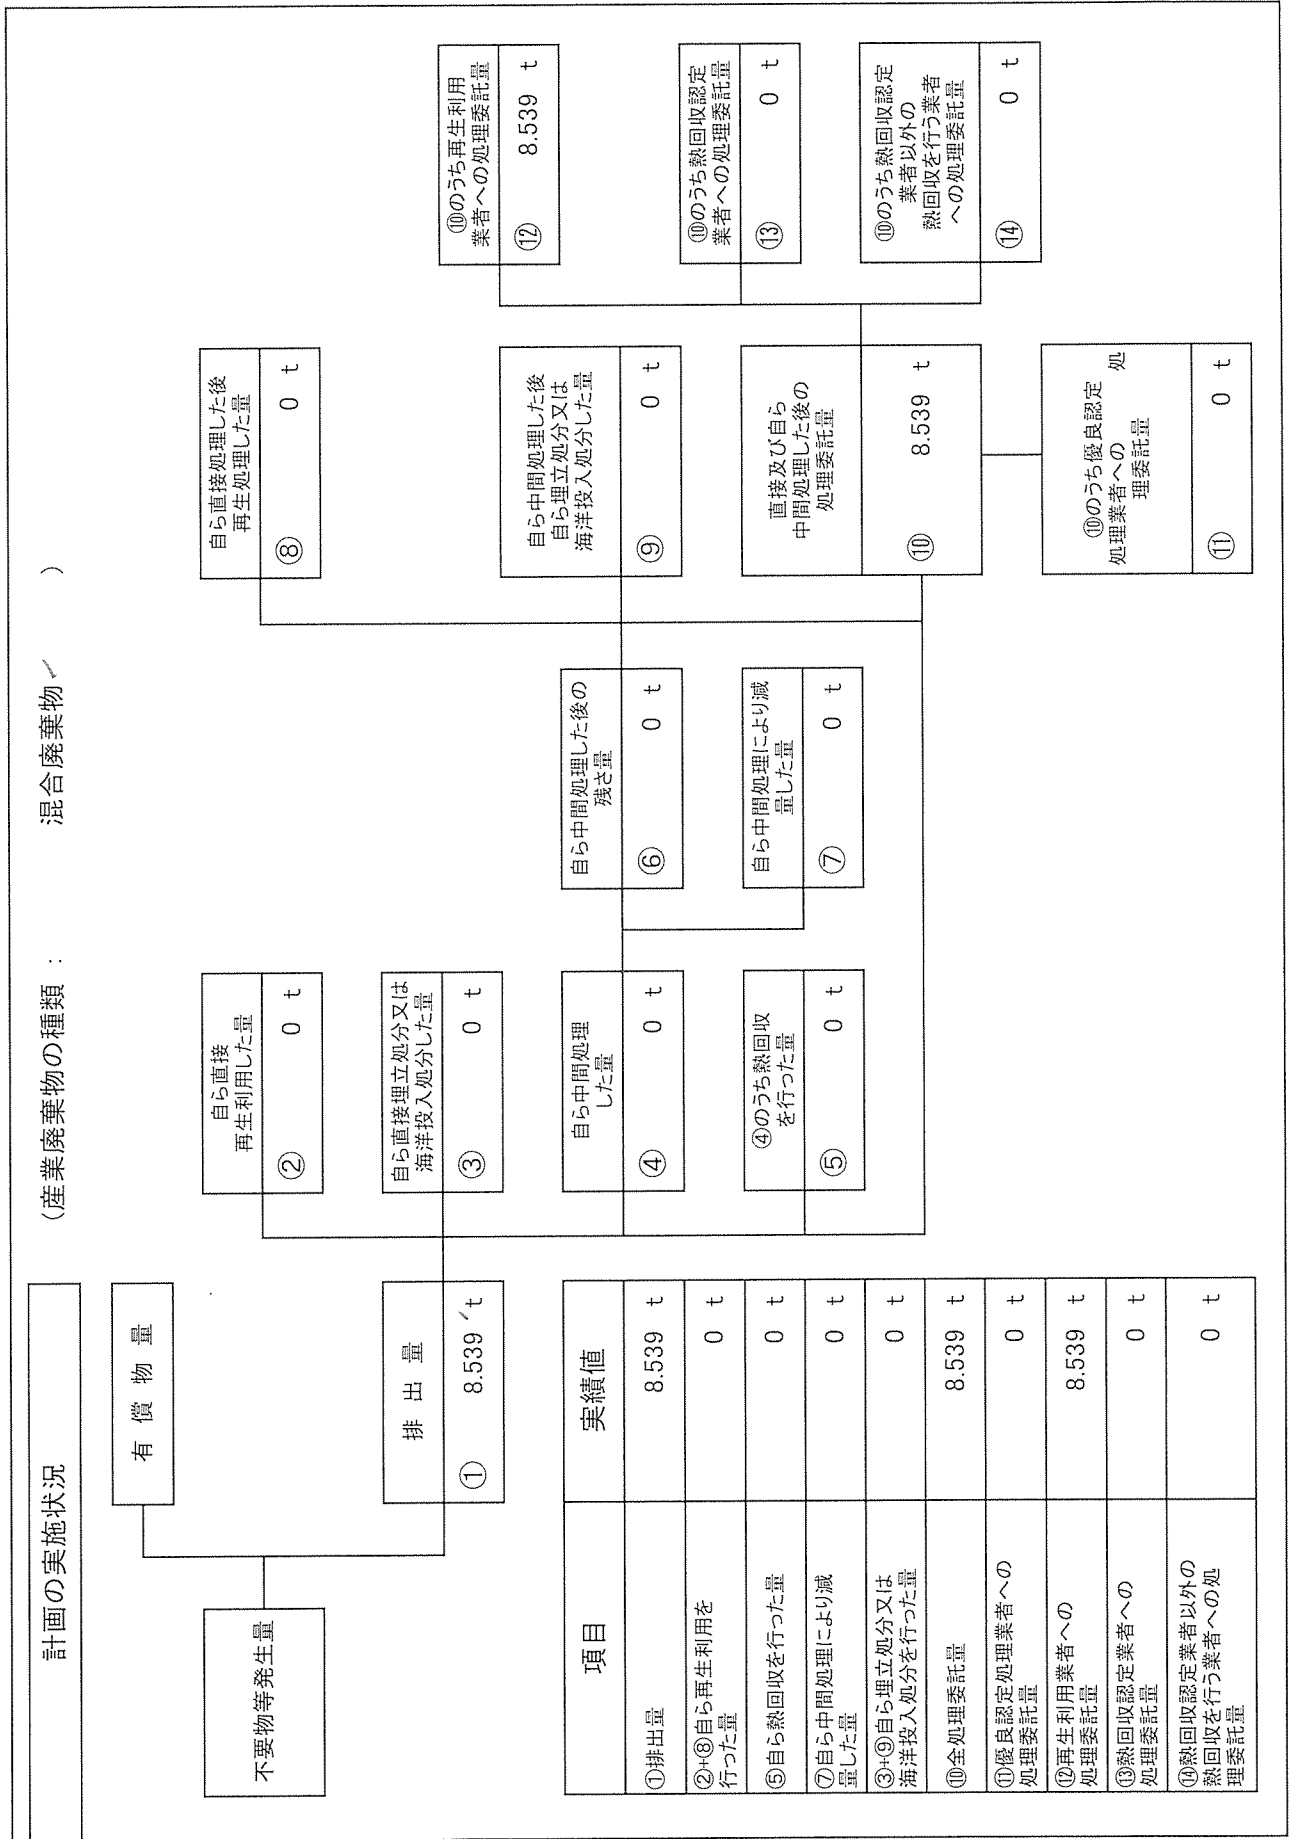 計画の実施状況
（産業廃棄物の種類 ： 混合廃棄物 ）
不要物等発生量
有 償 物 量
排 出 量
① 8.539 t
自ら直接
再生利用した量
② 0 t
自ら直接埋立処分又は
海洋投入処分した量
③ 0 t
自ら中間処理
した量
④ 0 t
④のうち熱回収
を行った量
⑤ 0 t
自ら中間処理した後の
残さ量
⑥ 0 t
自ら中間処理により減
量した量
⑦ 0 t
自ら直接処理した後
再生処理した量
⑧ 0 t
自ら中間処理した後
自ら埋立処分又は
海洋投入処分した量
⑨ 0 t
直接及び自ら
中間処理した後の
処理委託量
⑩ 8.539 t
⑩のうち優良認定 処
処理業者への
理委託量
⑪ 0 t
⑩のうち再生利用
業者への処理委託量
⑫ 8.539 t
⑩のうち熱回収認定
業者への処理委託量
⑬ 0 t
⑩のうち熱回収認定
業者以外の
熱回収を行う業者
への処理委託量
⑭ 0 t
項目 実績値
①排出量 8.539 t
②+⑧自ら再生利用を
行った量 0 t
⑤自ら熱回収を行った量 0 t
⑦自ら中間処理により減
量した量 0 t
③+⑨自ら埋立処分又は
海洋投入処分を行った量 0 t
⑩全処理委託量 8.539 t
⑪優良認定処理業者への
処理委託量 0 t
⑫再生利用業者への
処理委託量 8.539 t
⑬熱回収認定業者への
処理委託量 0 t
⑭熱回収認定業者以外の
熱回収を行う業者への処
理委託量 0 t